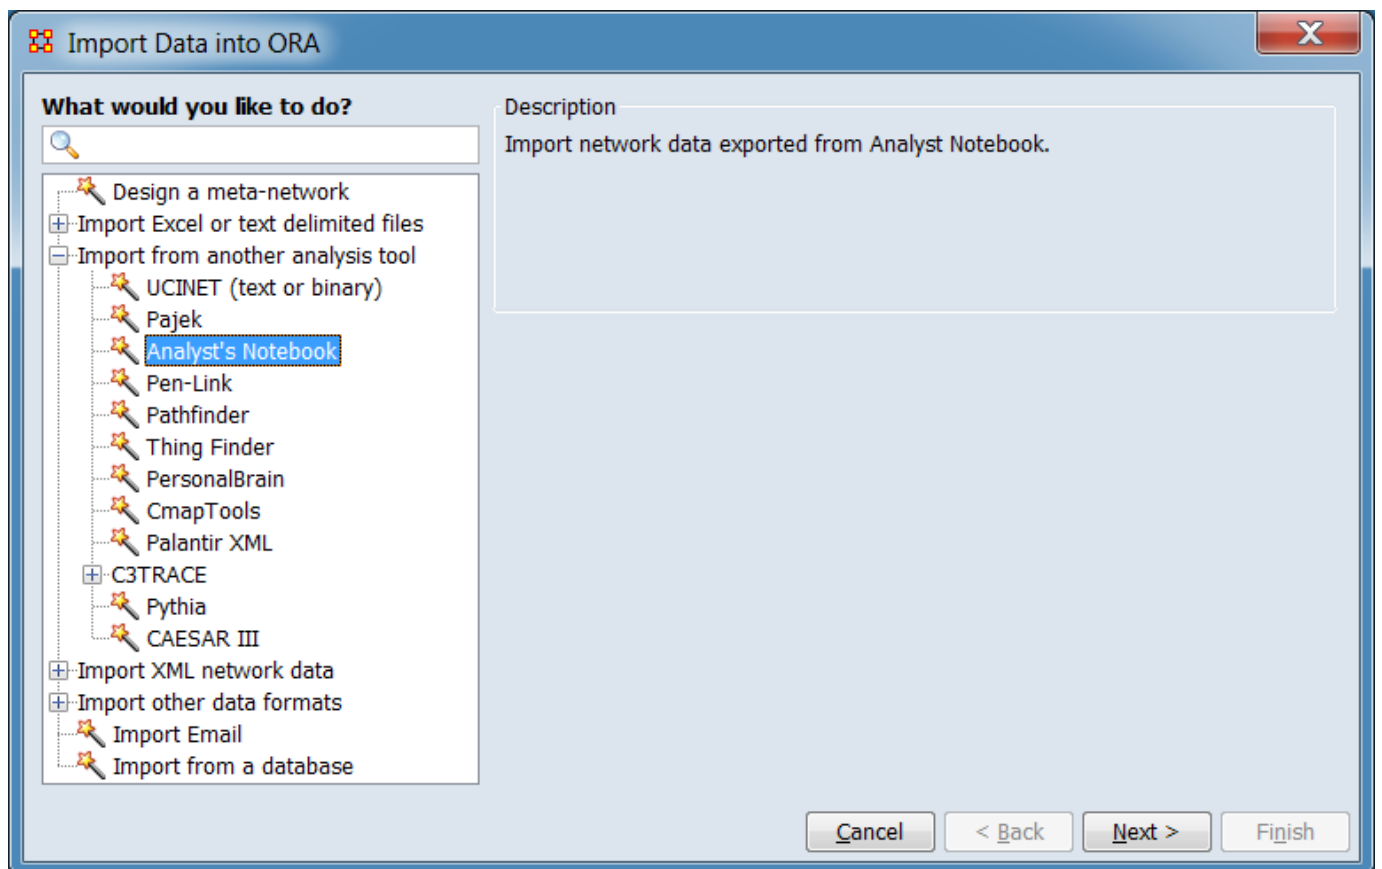 Import Data into ORA
What would you like to do?
Design a meta-network
Import Excel or text delimited files
Import from another analysis tool
UCINET (text or binary)
Pajek
Analyst's Notebook
Pen-Link
Pathfinder
Thing Finder
PersonalBrain
CmapTools
Palantir XML
C3TRACE
Pythia
CAESAR III
Import XML network data
Import other data formats
Import Email
Import from a database
Description
Import network data exported from Analyst Notebook.
Cancel < Back Next > Finish